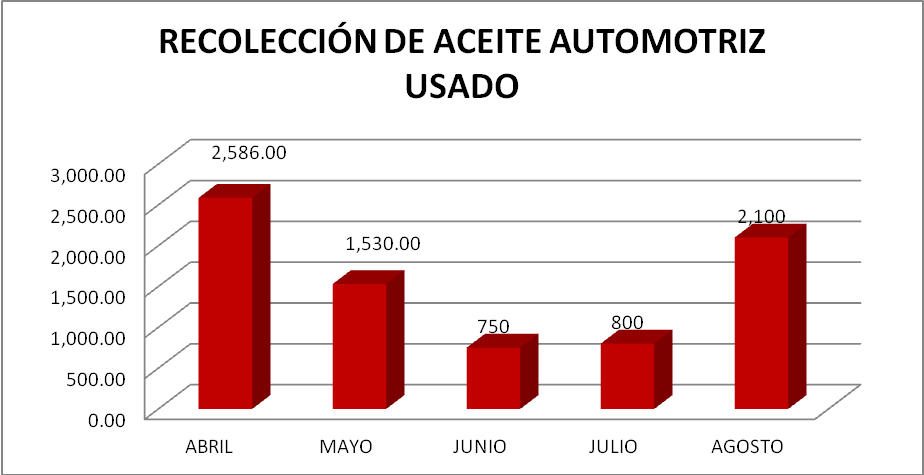 RECOLECCIÓN DE ACEITE AUTOMOTRIZ
USADO
3,000.00
2,500.00
2,000.00
1,500.00
1,000.00
500.00
0.00
2,586.00
1,530.00
750
800
2,100
ABRIL
MAYO
JUNIO
JULIO
AGOSTO